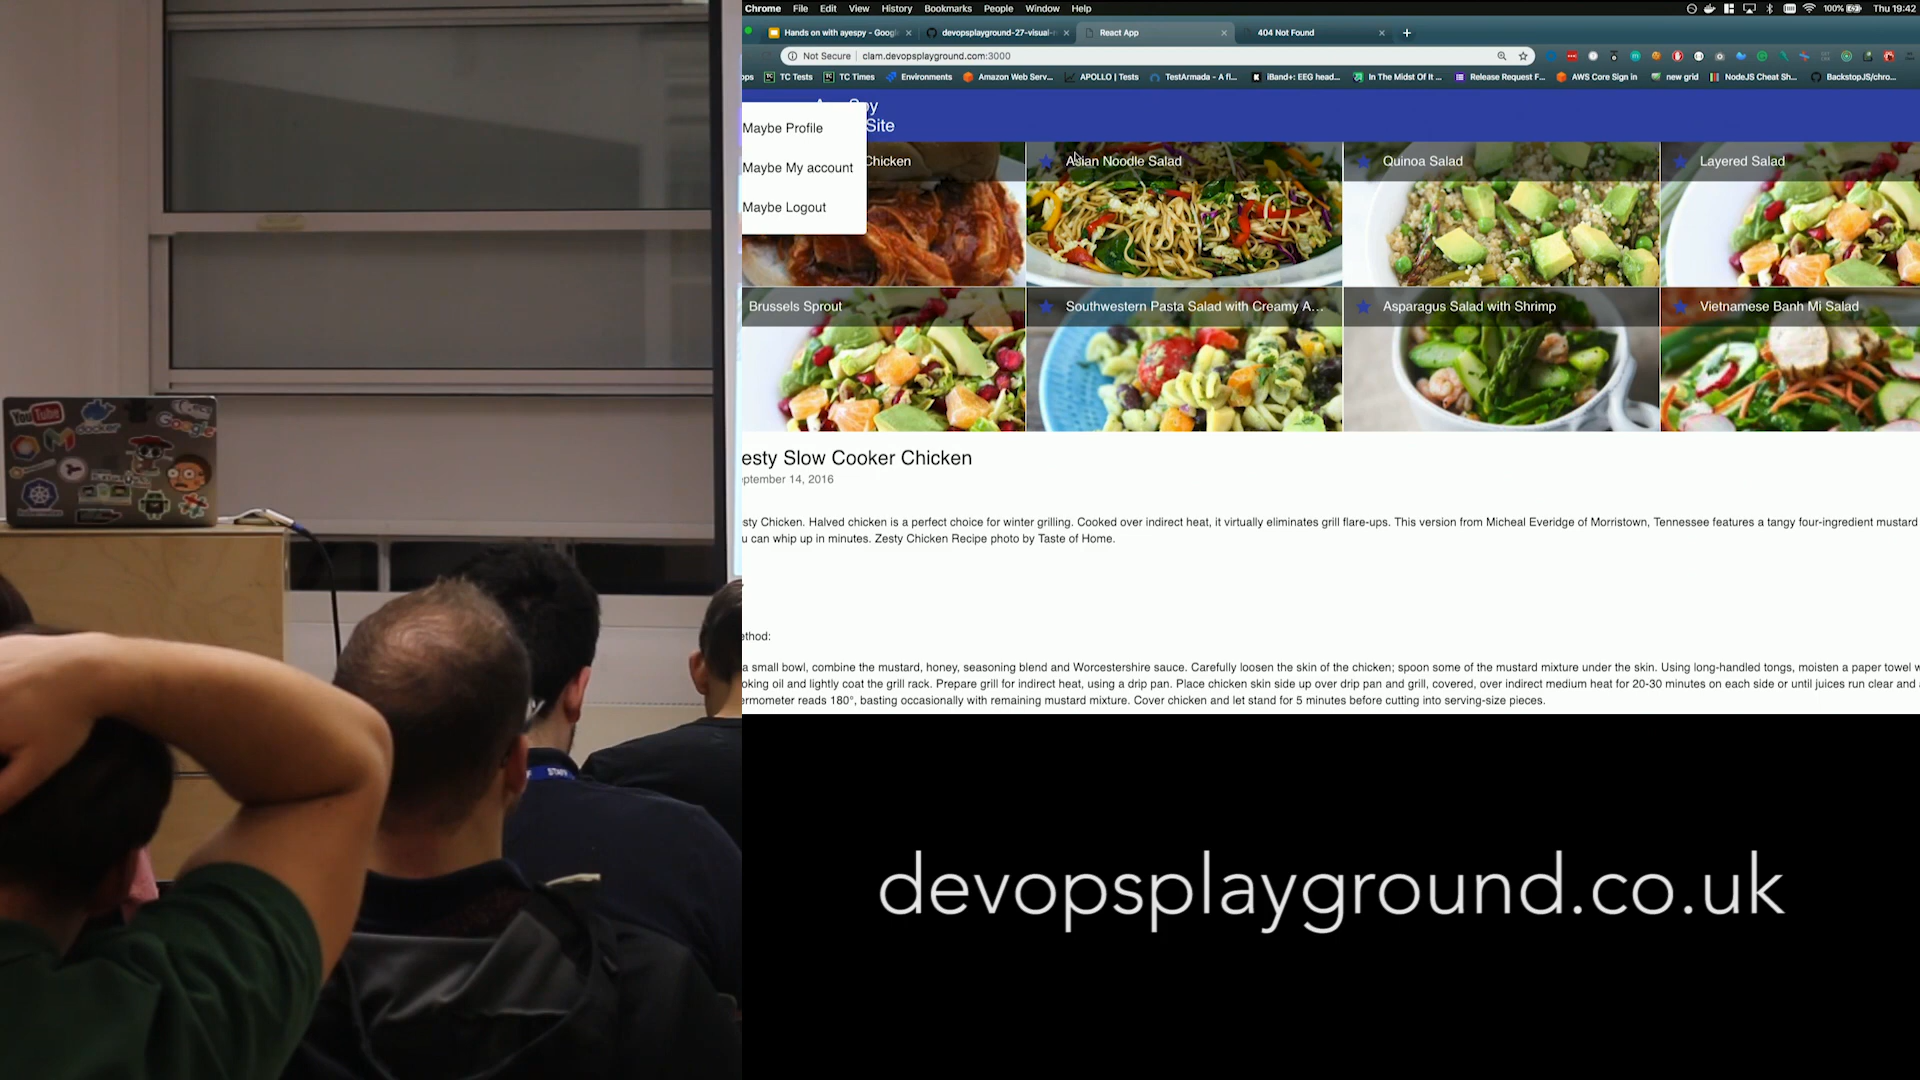 Chrome File Edit View History Bookmarks People Window Help 100% Thu 19:42
Hands on with ayespy - Googl devopsplayground-27-visual-r React App 404 Not Found
Not Secure clam.devopsplayground.com:3000
ops TC Tests TC Times Environments Amazon Web Serv... APOLLO | Tests TestArmada - A fl... iBand+: EEG head... In The Midst Of It ... Release Request F... AWS Core Sign in new grid NodeJS Cheat Sh... BackstopJS/chro...
Site
Maybe Profile
Maybe My account
Maybe Logout
Chicken
Asian Noodle Salad
Quinoa Salad
Layered Salad
Brussels Sprout
Southwestern Pasta Salad with Creamy A...
Asparagus Salad with Shrimp
Vietnamese Banh Mi Salad
esty Slow Cooker Chicken
ptember 14, 2016
sty Chicken. Halved chicken is a perfect choice for winter grilling. Cooked over indirect heat, it virtually eliminates grill flare-ups. This version from Micheal Everidge of Morristown, Tennessee features a tangy four-ingredient mustard
u can whip up in minutes. Zesty Chicken Recipe photo by Taste of Home.
ethod:
a small bowl, combine the mustard, honey, seasoning blend and Worcestershire sauce. Carefully loosen the skin of the chicken; spoon some of the mustard mixture under the skin. Using long-handled tongs, moisten a paper towel w
oking oil and lightly coat the grill rack. Prepare grill for indirect heat, using a drip pan. Place chicken skin side up over drip pan and grill, covered, over indirect medium heat for 20-30 minutes on each side or until juices run clear and
ermometer reads 180°, basting occasionally with remaining mustard mixture. Cover chicken and let stand for 5 minutes before cutting into serving-size pieces.
YouTube
docker
Google
STAFF
devopsplayground.co.uk